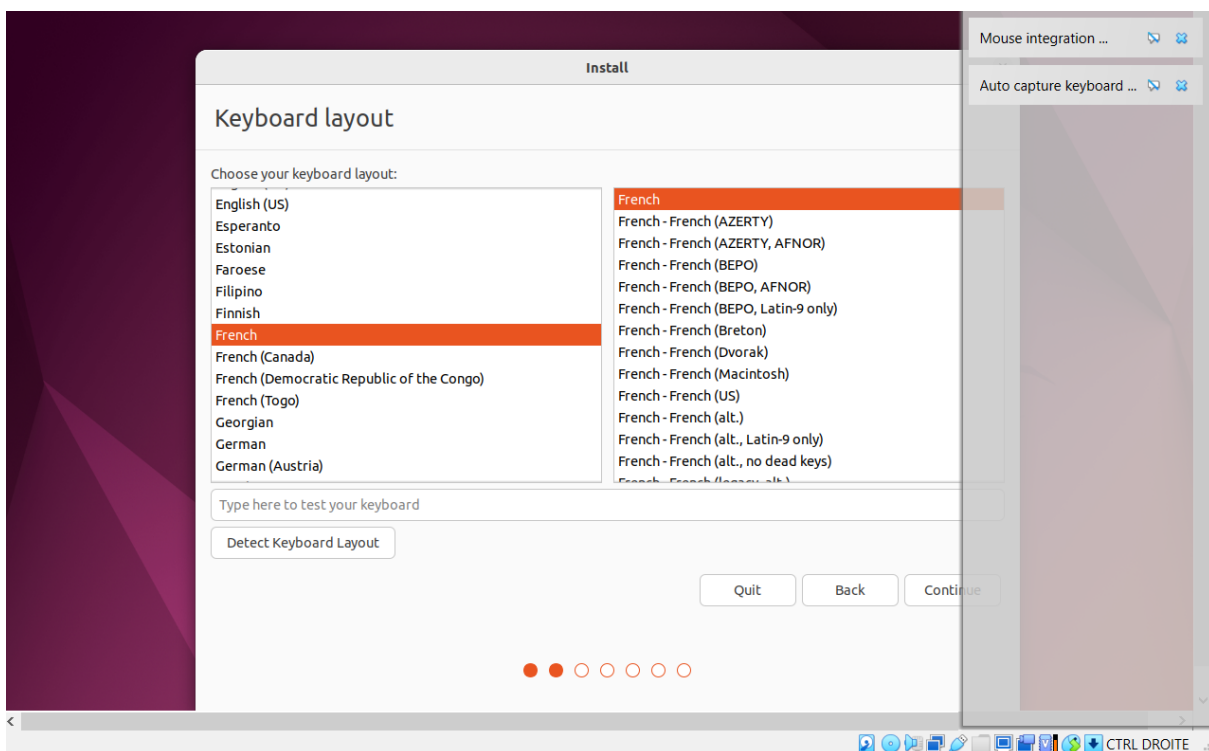 Mouse integration ...
Auto capture keyboard ...
Install
Keyboard layout
Choose your keyboard layout:
English (US)
Esperanto
Estonian
Faroese
Filipino
Finnish
French
French (Canada)
French (Democratic Republic of the Congo)
French (Togo)
Georgian
German
German (Austria)
French
French - French (AZERTY)
French - French (AZERTY, AFNOR)
French - French (BEPO)
French - French (BEPO, AFNOR)
French - French (BEPO, Latin-9 only)
French - French (Breton)
French - French (Dvorak)
French - French (Macintosh)
French - French (US)
French - French (alt.)
French - French (alt., Latin-9 only)
French - French (alt., no dead keys)
French - French (legacy, alt.)
Type here to test your keyboard
Detect Keyboard Layout
Quit
Back
Continue
CTRL DROITE